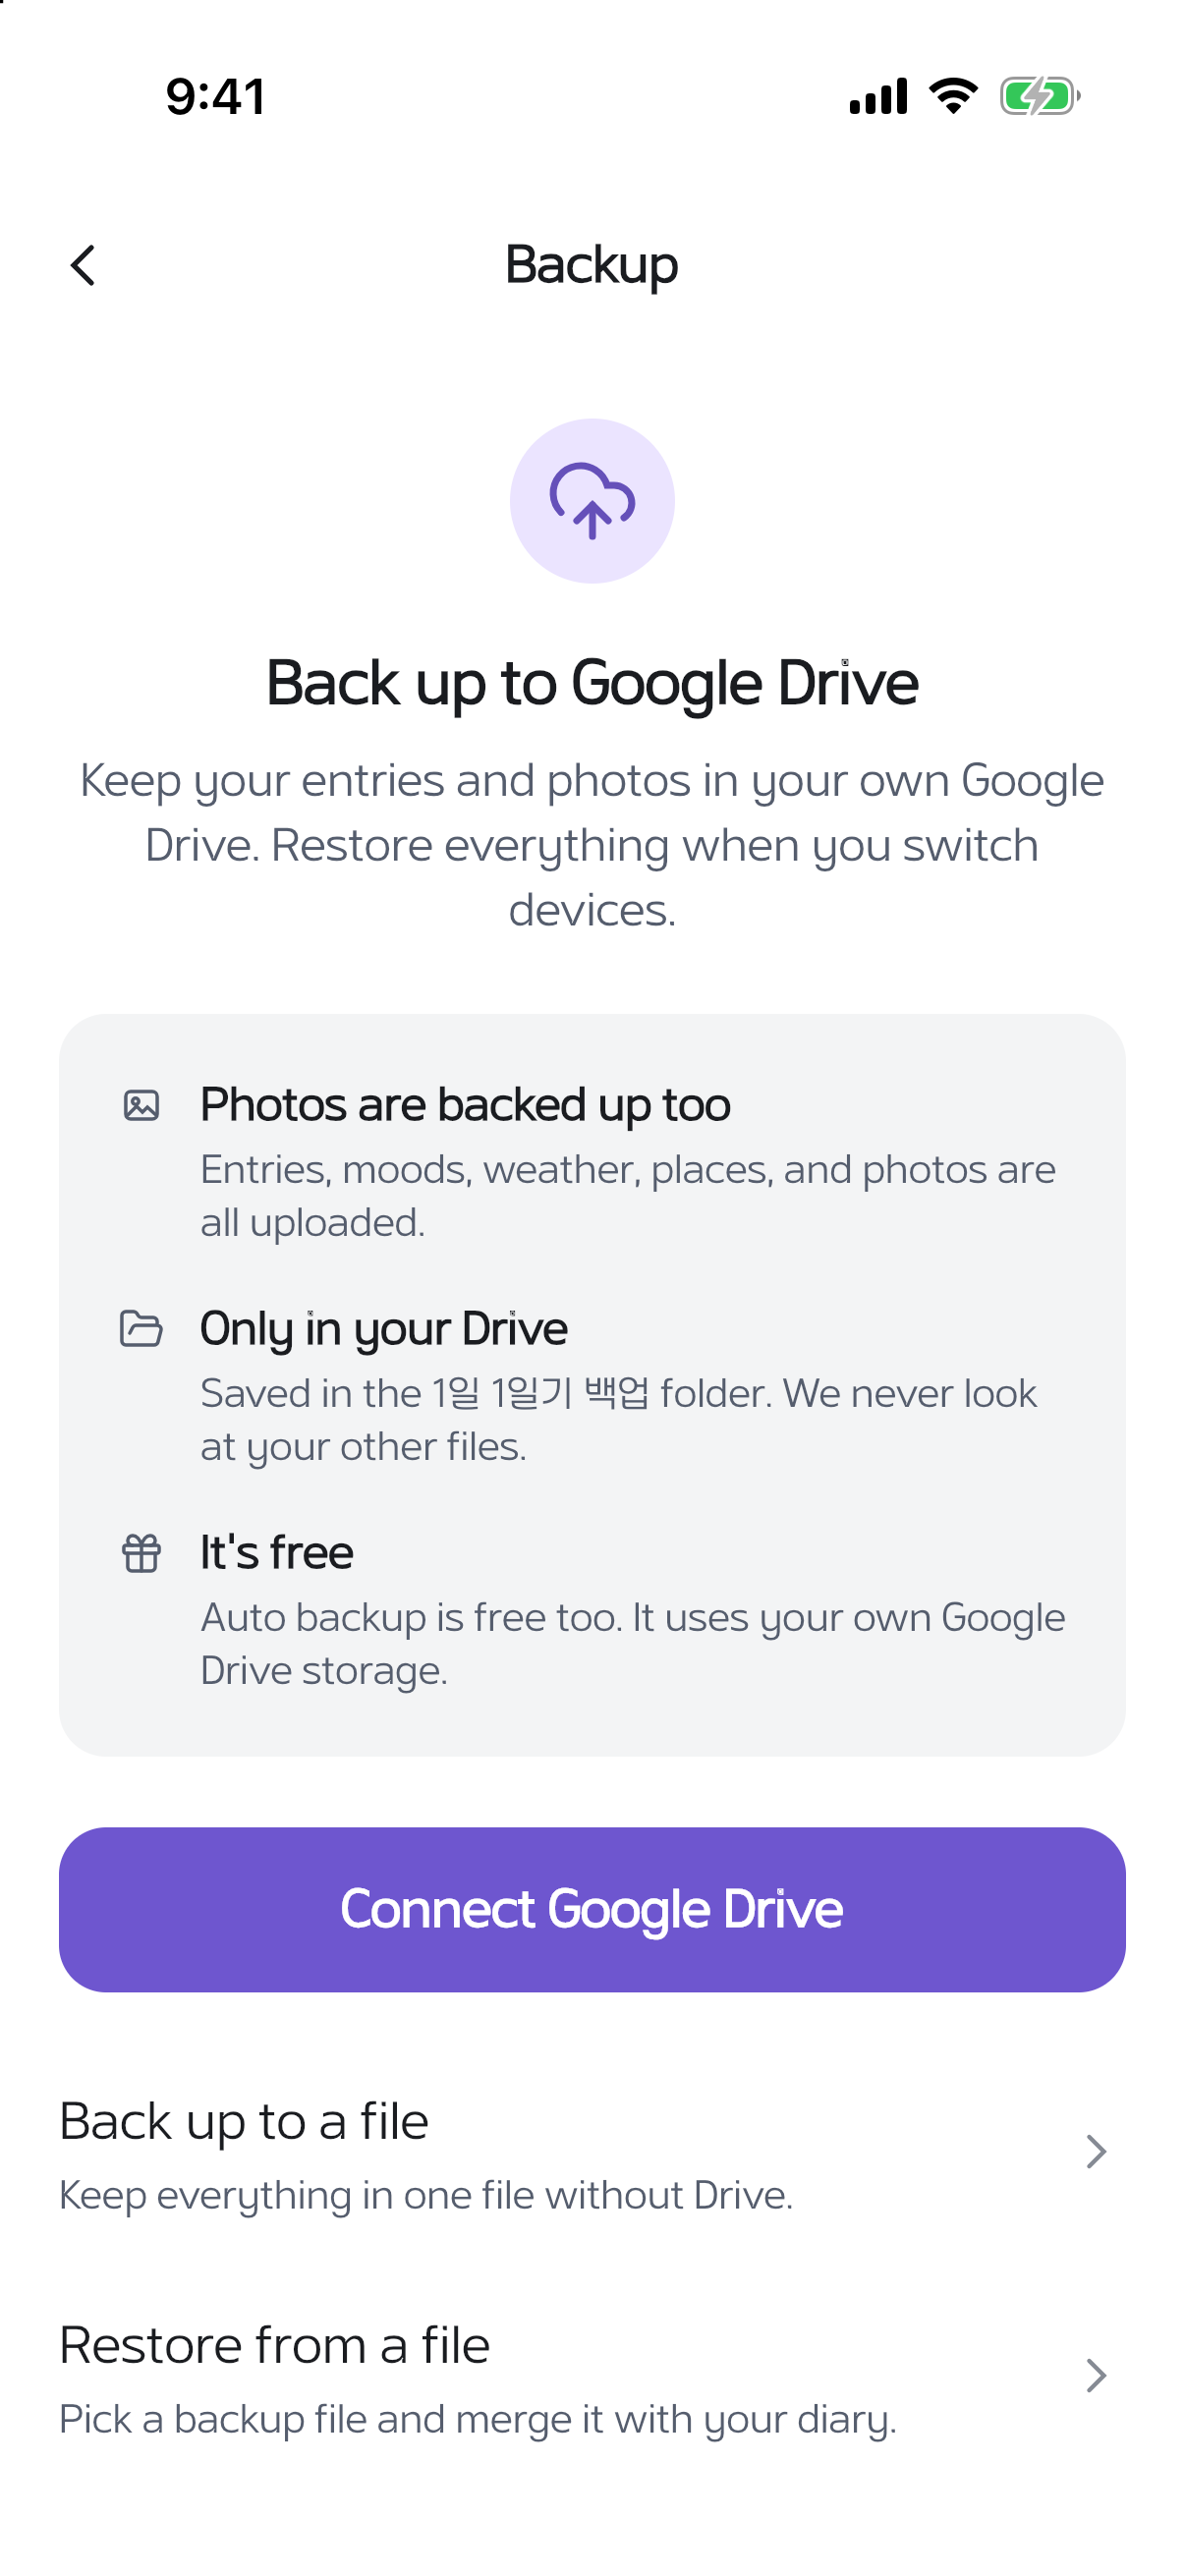 9:41
Backup
Back up to Google Drive
Keep your entries and photos in your own Google
Drive. Restore everything when you switch
devices.
Photos are backed up too
Entries, moods, weather, places, and photos are
all uploaded.
Only in your Drive
Saved in the 1일 1일기 백업 folder. We never look
at your other files.
It's free
Auto backup is free too. It uses your own Google
Drive storage.
Connect Google Drive
Back up to a file
Keep everything in one file without Drive.
Restore from a file
Pick a backup file and merge it with your diary.